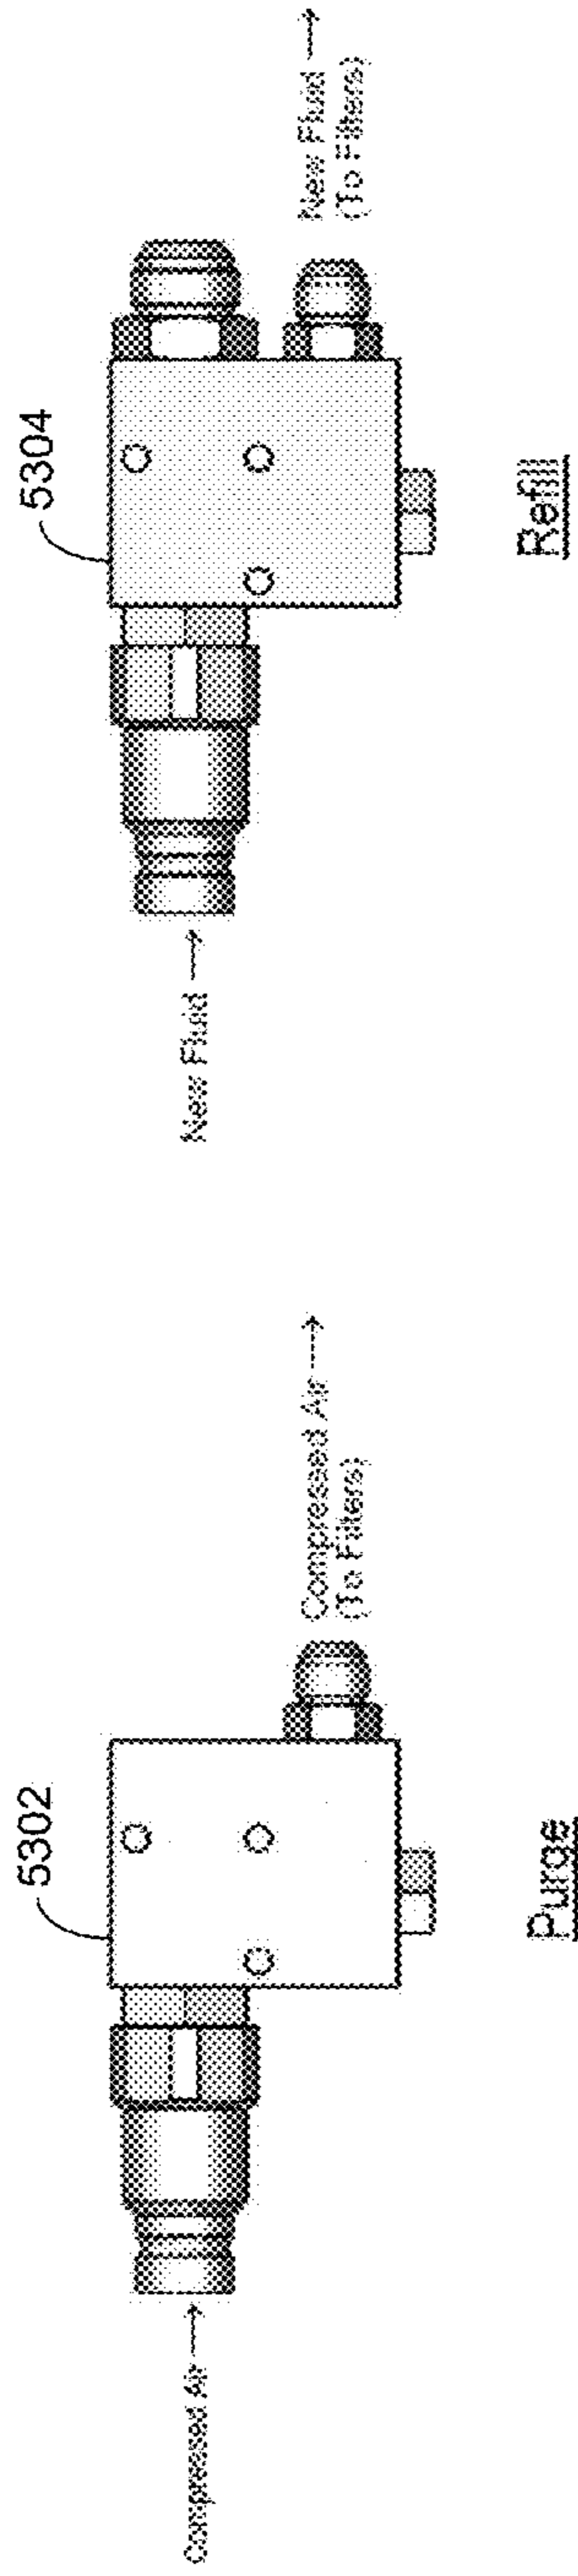 5302
Compressed Air
Compressed Air
(To Filters)
Purge
5304
New Fluid
New Fluid
(To Filters)
Refill